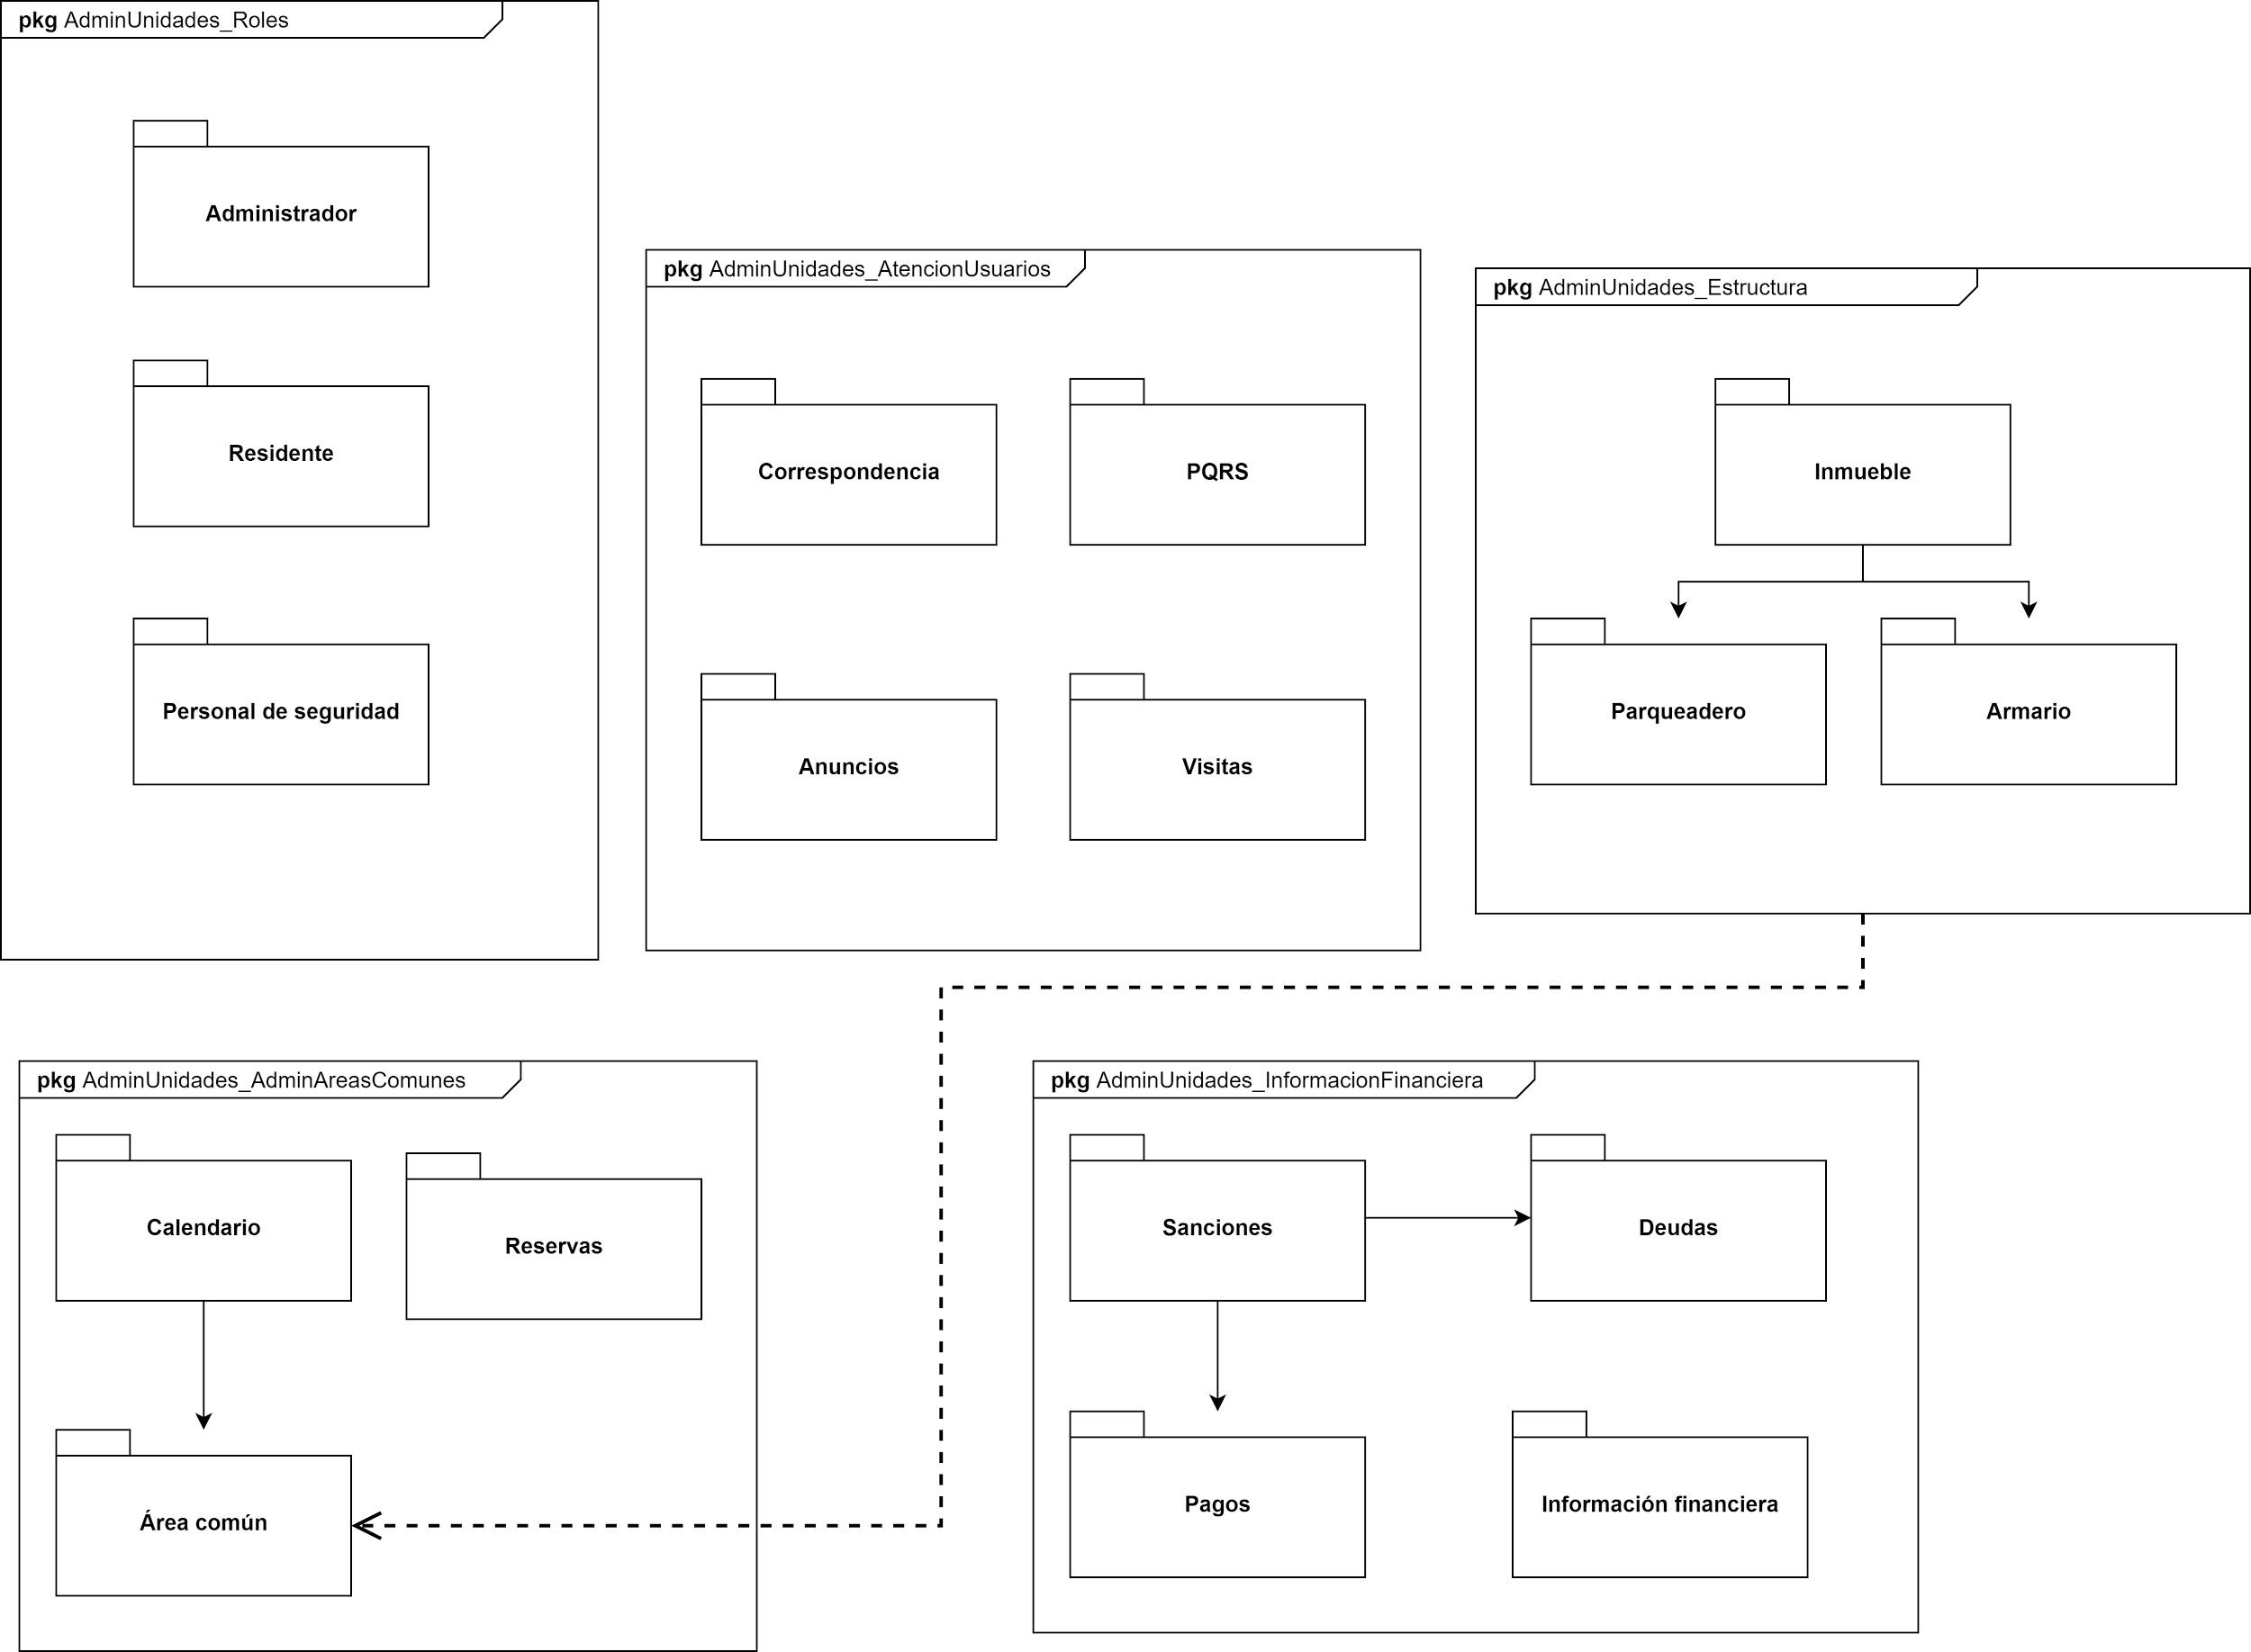 pkg AdminUnidades_Roles
Administrador
Residente
Personal de seguridad
pkg AdminUnidades_AtencionUsuarios
Correspondencia
PQRS
Anuncios
Visitas
pkg AdminUnidades_Estructura
Inmueble
Parqueadero
Armario
pkg AdminUnidades_AdminAreasComunes
Calendario
Reservas
Área común
pkg AdminUnidades_InformacionFinanciera
Sanciones
Deudas
Pagos
Información financiera